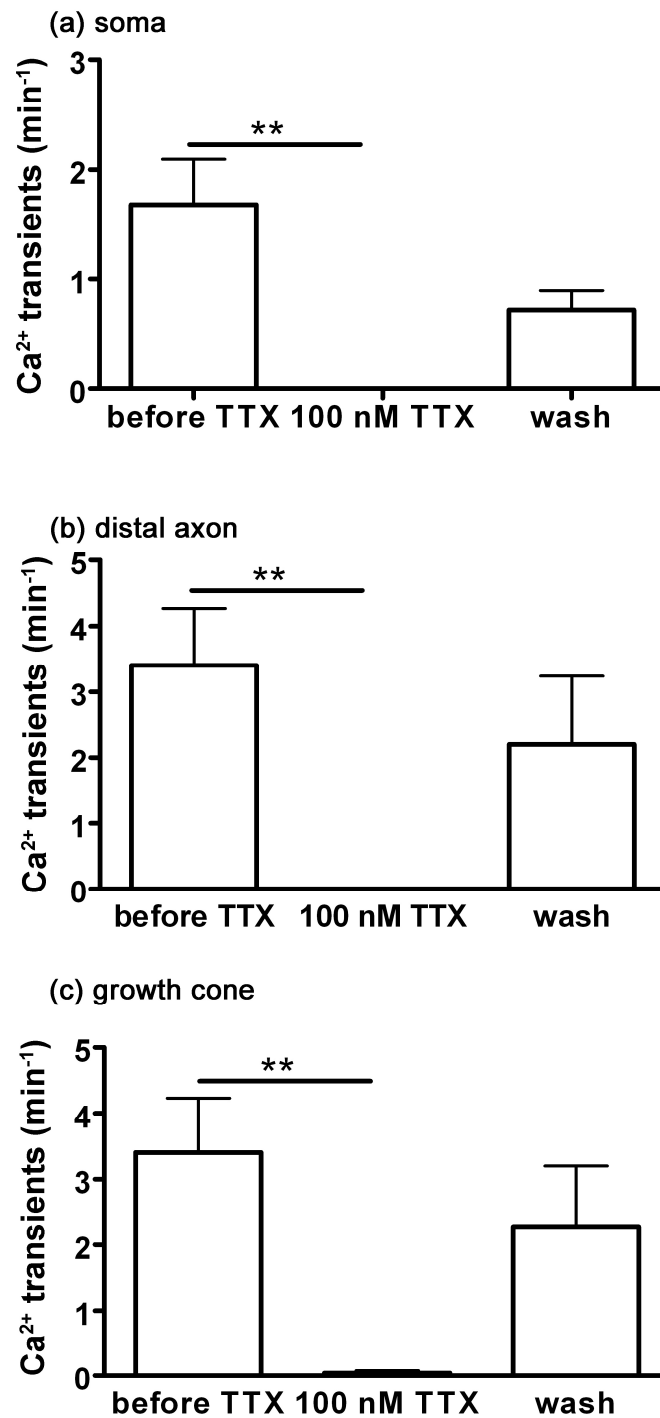 (a) soma
Ca²⁺ transients (min⁻¹)
3
2
1
0
**
before TTX 100 nM TTX wash
(b) distal axon
Ca²⁺ transients (min⁻¹)
5
4
3
2
1
0
**
before TTX 100 nM TTX wash
(c) growth cone
Ca²⁺ transients (min⁻¹)
5
4
3
2
1
0
**
before TTX 100 nM TTX wash